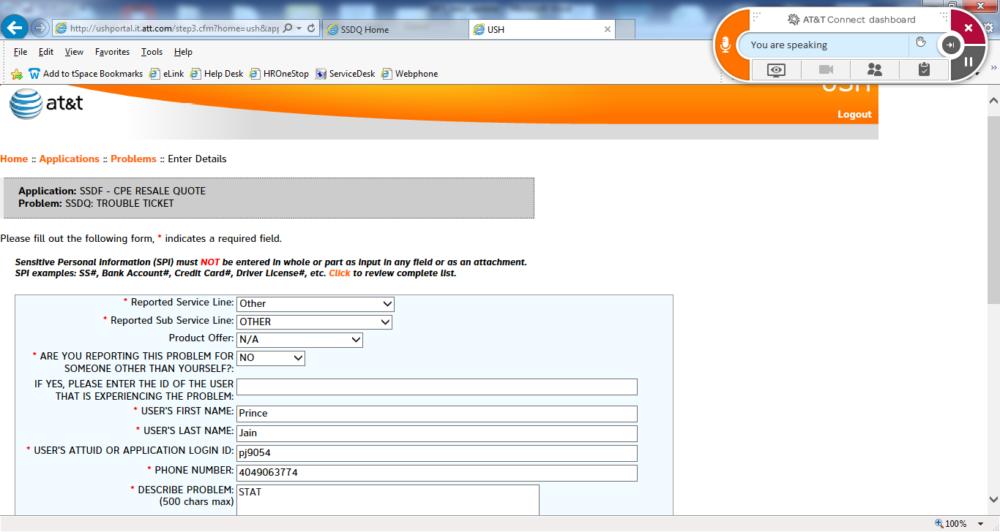 http://ushportal.it.att.com/step3.cfm?home=ush&app
SSDQ Home
USH
AT&T Connect dashboard
You are speaking
File Edit View Favorites Tools Help
Add to tSpace Bookmarks eLink Help Desk HROneStop ServiceDesk Webphone
at&t
USH
Logout
Home :: Applications :: Problems :: Enter Details
Application: SSDF - CPE RESALE QUOTE
Problem: SSDQ: TROUBLE TICKET
Please fill out the following form, * indicates a required field.
Sensitive Personal Information (SPI) must NOT be entered in whole or part as input in any field or as an attachment.
SPI examples: SS#, Bank Account#, Credit Card#, Driver License#, etc. Click to review complete list.
* Reported Service Line: Other
* Reported Sub Service Line: OTHER
Product Offer: N/A
* ARE YOU REPORTING THIS PROBLEM FOR NO
SOMEONE OTHER THAN YOURSELF?:
IF YES, PLEASE ENTER THE ID OF THE USER
THAT IS EXPERIENCING THE PROBLEM:
* USER'S FIRST NAME: Prince
* USER'S LAST NAME: Jain
* USER'S ATTUID OR APPLICATION LOGIN ID: pj9054
* PHONE NUMBER: 4049063774
* DESCRIBE PROBLEM: STAT
(500 chars max)
100%